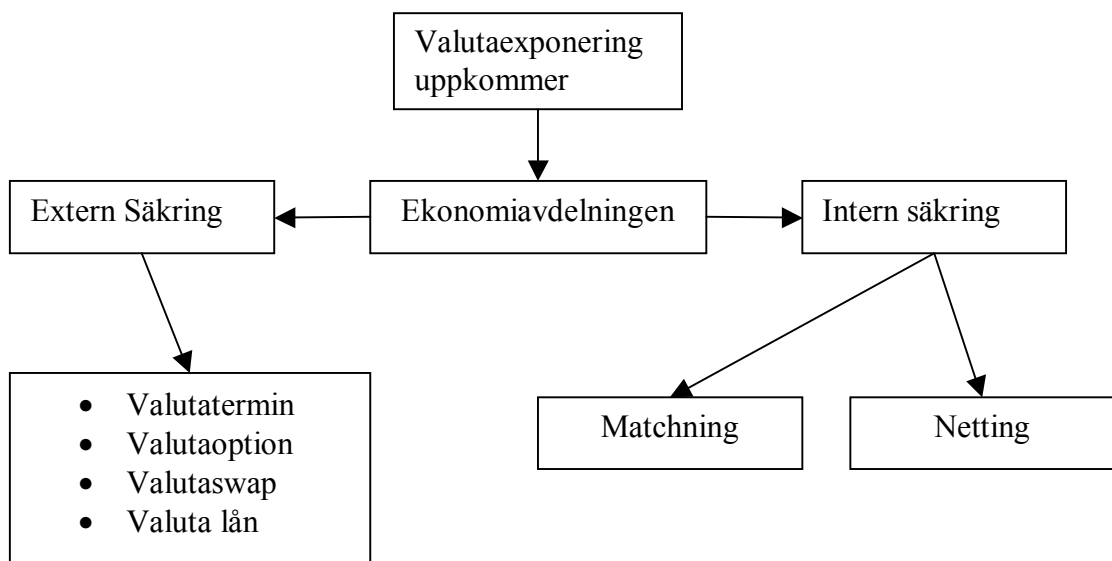 Valutaexponering
uppkommer
Extern Säkring
Ekonomiavdelningen
Intern säkring
• Valutatermin
• Valutaoption
• Valutaswap
• Valuta lån
Matchning
Netting